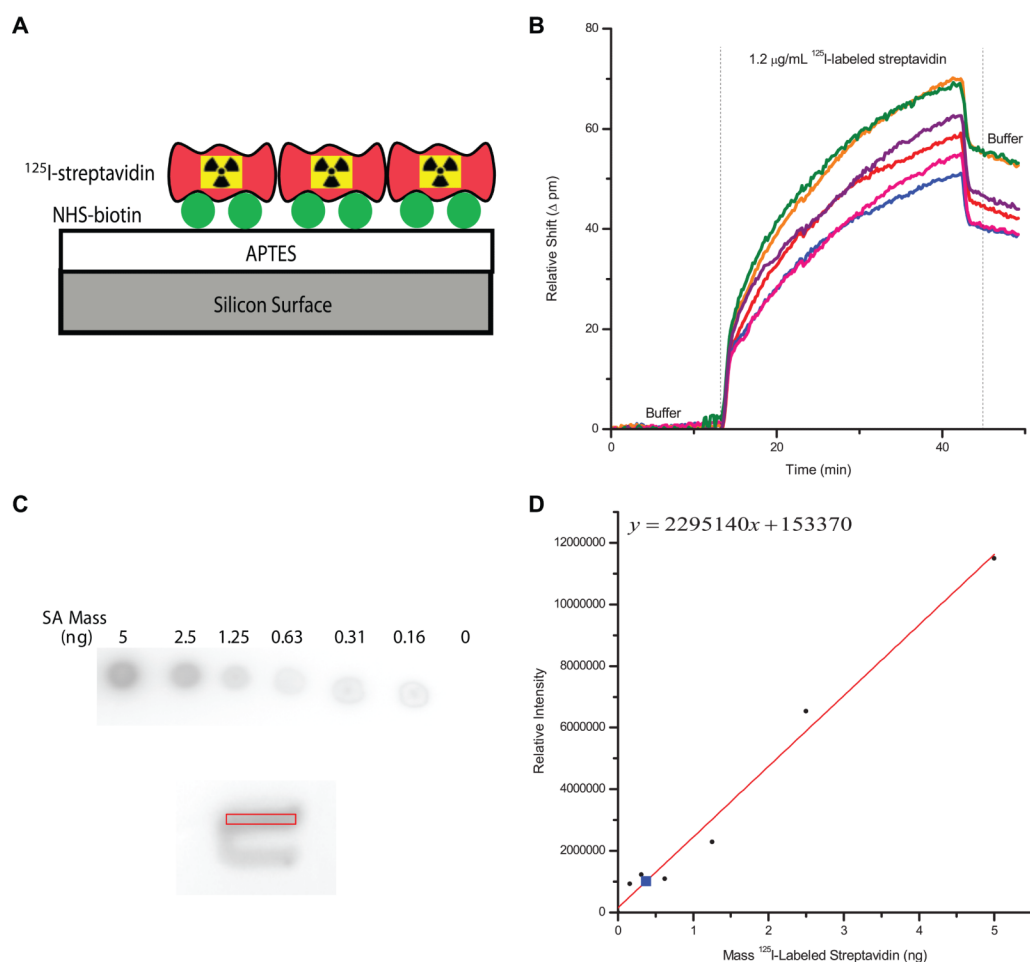 A
¹²⁵I-streptavidin
NHS-biotin
APTES
Silicon Surface
B
80
60
40
20
0
Relative Shift (Δ pm)
1.2 μg/mL ¹²⁵I-labeled streptavidin
Buffer
Buffer
0
20
40
Time (min)
C
SA Mass
(ng) 5 2.5 1.25 0.63 0.31 0.16 0
D
y = 2295140x + 153370
12000000
10000000
8000000
6000000
4000000
2000000
0
Relative Intensity
0 1 2 3 4 5
Mass ¹²⁵I-Labeled Streptavidin (ng)